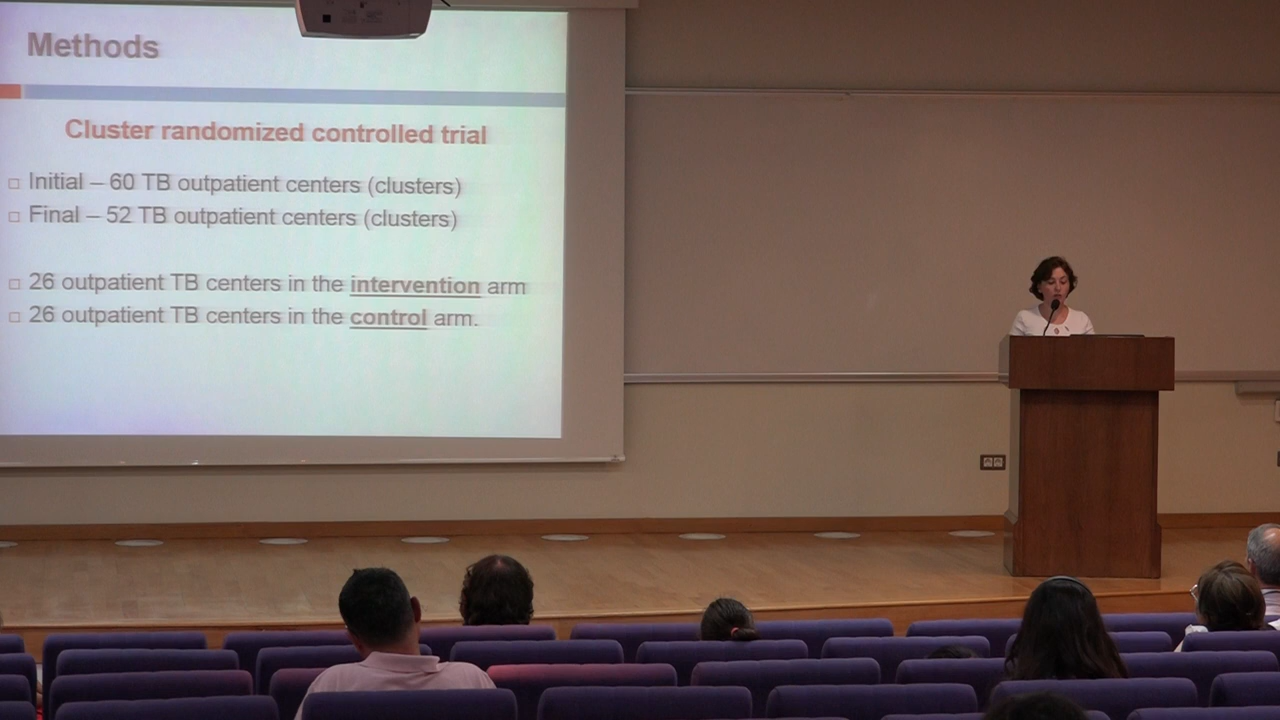 Methods
Cluster randomized controlled trial
Initial – 60 TB outpatient centers (clusters)
Final – 52 TB outpatient centers (clusters)
26 outpatient TB centers in the intervention arm
26 outpatient TB centers in the control arm.